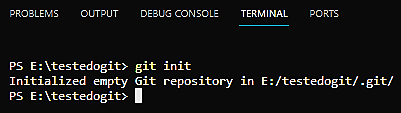 PROBLEMS OUTPUT DEBUG CONSOLE TERMINAL PORTS
PS E:\testedogit> git init
Initialized empty Git repository in E:/testedogit/.git/
PS E:\testedogit>